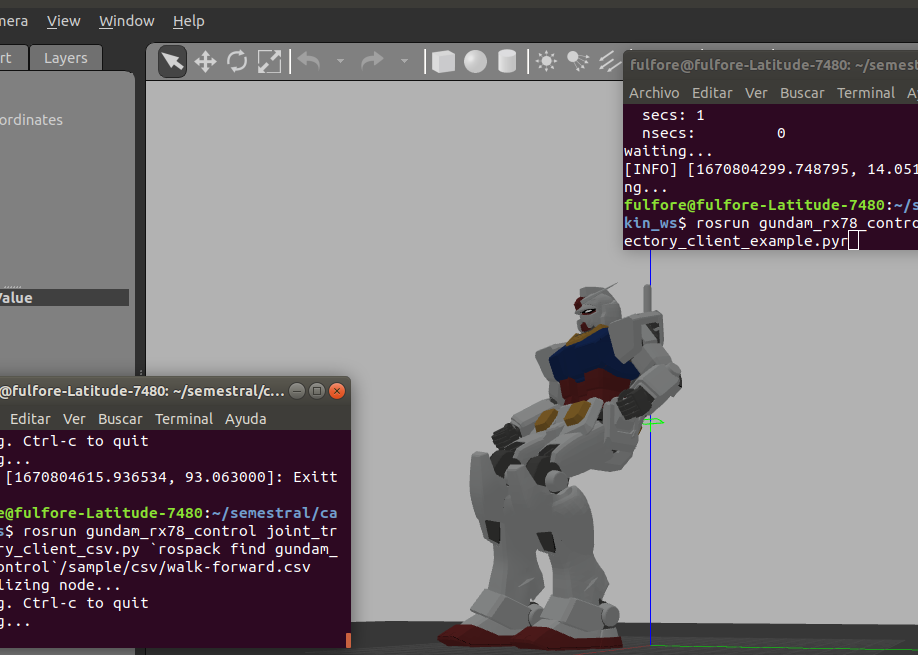 mera View Window Help
rt Layers
ordinates
Value
fulfore@fulfore-Latitude-7480: ~/semest
Archivo Editar Ver Buscar Terminal Ay
secs: 1
nsecs: 0
waiting...
[INFO] [1670804299.748795, 14.051
ng...
fulfore@fulfore-Latitude-7480:~/s
kin_ws$ rosrun gundam_rx78_contro
ectory_client_example.pyr
@fulfore-Latitude-7480: ~/semestral/c...
Editar Ver Buscar Terminal Ayuda
g. Ctrl-c to quit
g...
[1670804615.936534, 93.063000]: Exitt
e@fulfore-Latitude-7480:~/semestral/ca
s$ rosrun gundam_rx78_control joint_tr
ry_client_csv.py `rospack find gundam_
ontrol`/sample/csv/walk-forward.csv
lizing node...
g. Ctrl-c to quit
g...